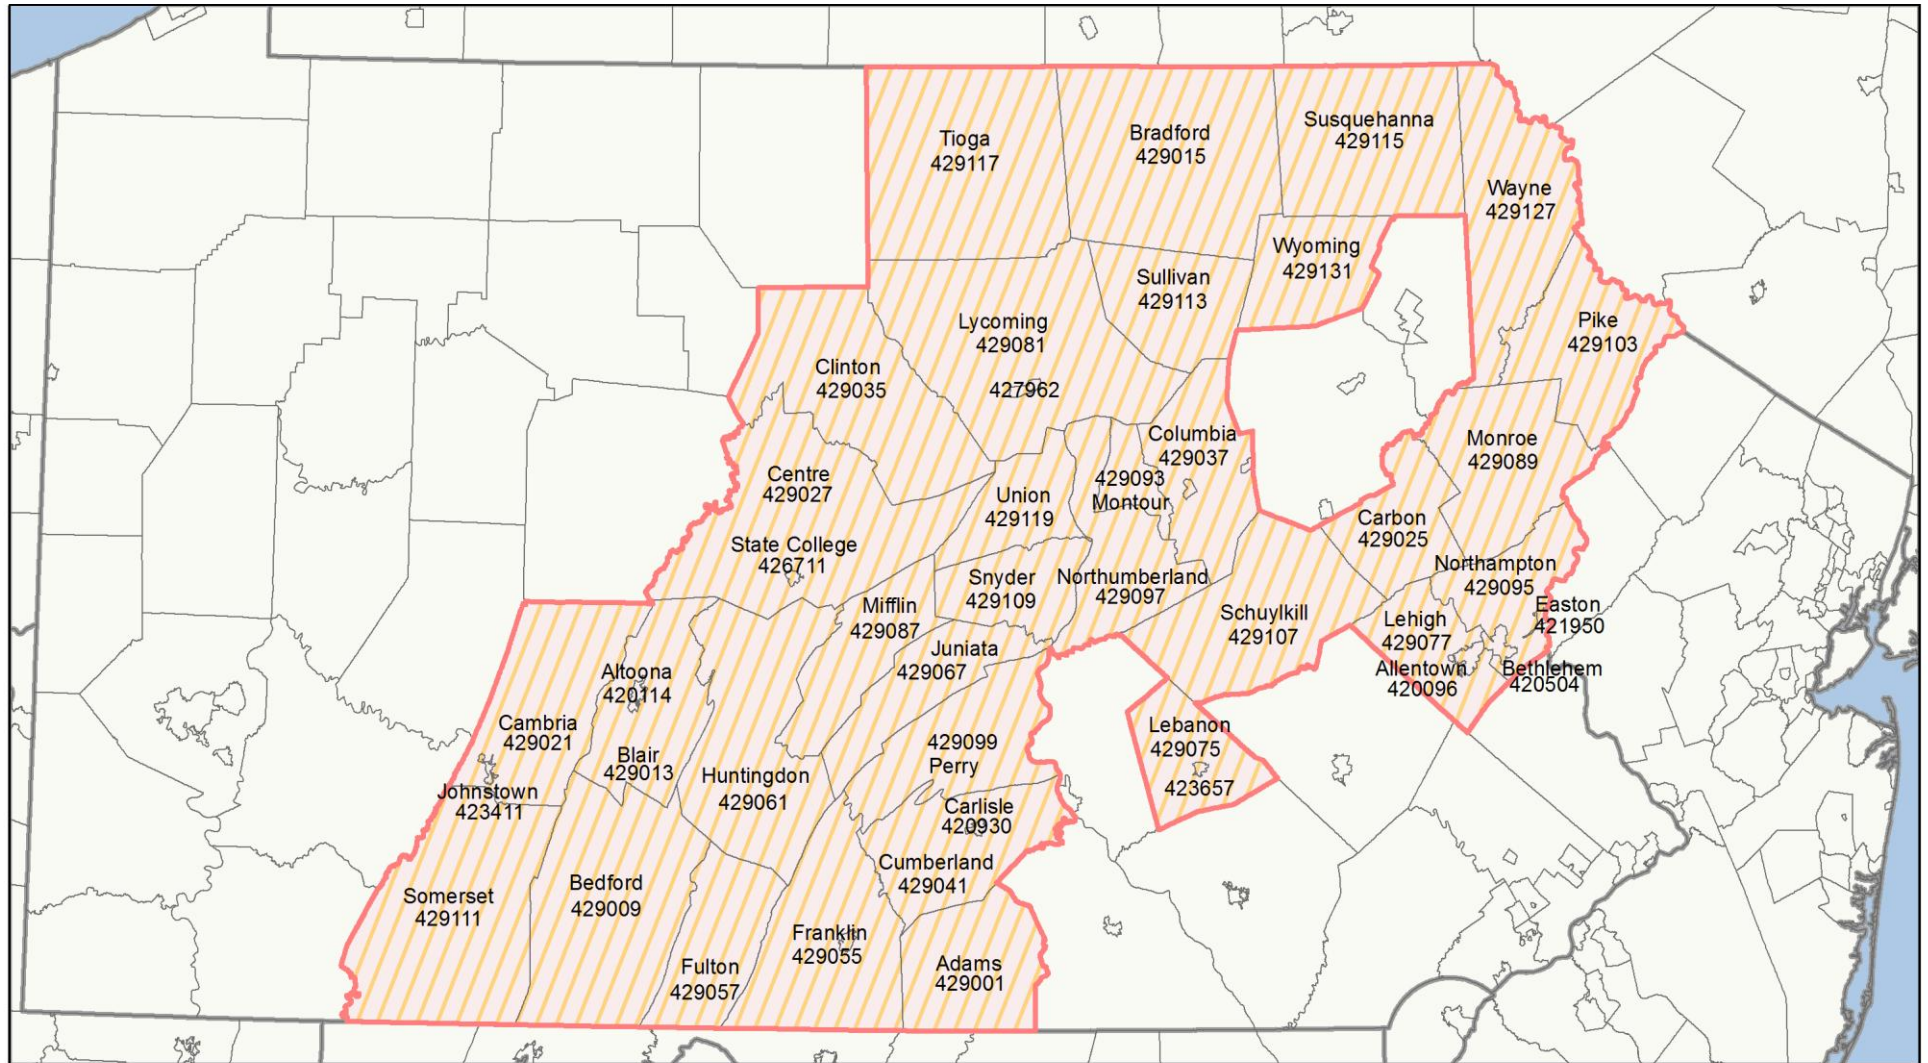 Tioga
429117
Bradford
429015
Susquehanna
429115
Wayne
429127
Wyoming
429131
Sullivan
429113
Lycoming
429081
427962
Pike
429103
Clinton
429035
Columbia
429037
Monroe
429089
Centre
429027
429093
Montour
Union
429119
Carbon
429025
State College
426711
Northampton
429095
Snyder
429109
Northumberland
429097
Mifflin
429087
Schuylkill
429107
Lehigh
429077
Easton
421950
Juniata
429067
Allentown
420096
Bethlehem
420504
Altoona
420114
Cambria
429021
Lebanon
429075
423657
429099
Perry
Blair
429013
Huntingdon
429061
Johnstown
423411
Carlisle
420930
Cumberland
429041
Somerset
429111
Bedford
429009
Franklin
429055
Fulton
429057
Adams
429001